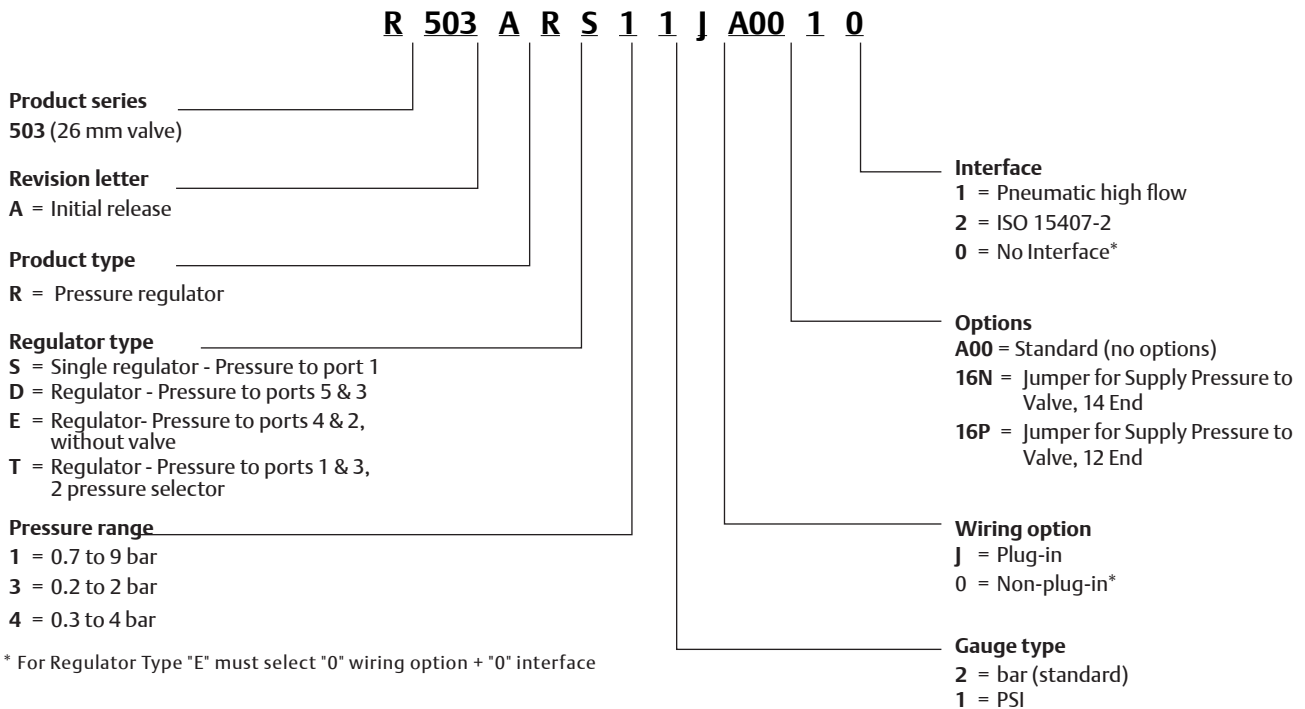 R 503 A R S 1 1 J A00 1 0
Product series
503 (26 mm valve)
Revision letter
A = Initial release
Product type
R = Pressure regulator
Regulator type
S = Single regulator - Pressure to port 1
D = Regulator - Pressure to ports 5 & 3
E = Regulator- Pressure to ports 4 & 2,
without valve
T = Regulator - Pressure to ports 1 & 3,
2 pressure selector
Pressure range
1 = 0.7 to 9 bar
3 = 0.2 to 2 bar
4 = 0.3 to 4 bar
* For Regulator Type "E" must select "0" wiring option + "0" interface
Interface
1 = Pneumatic high flow
2 = ISO 15407-2
0 = No Interface*
Options
A00 = Standard (no options)
16N = Jumper for Supply Pressure to
Valve, 14 End
16P = Jumper for Supply Pressure to
Valve, 12 End
Wiring option
J = Plug-in
0 = Non-plug-in*
Gauge type
2 = bar (standard)
1 = PSI